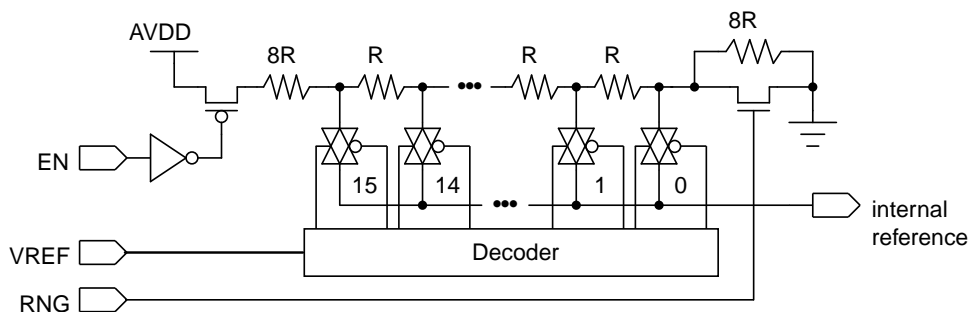 8R
AVDD
8R
R
R
R
EN
15
14
1
0
internal
reference
VREF
Decoder
RNG